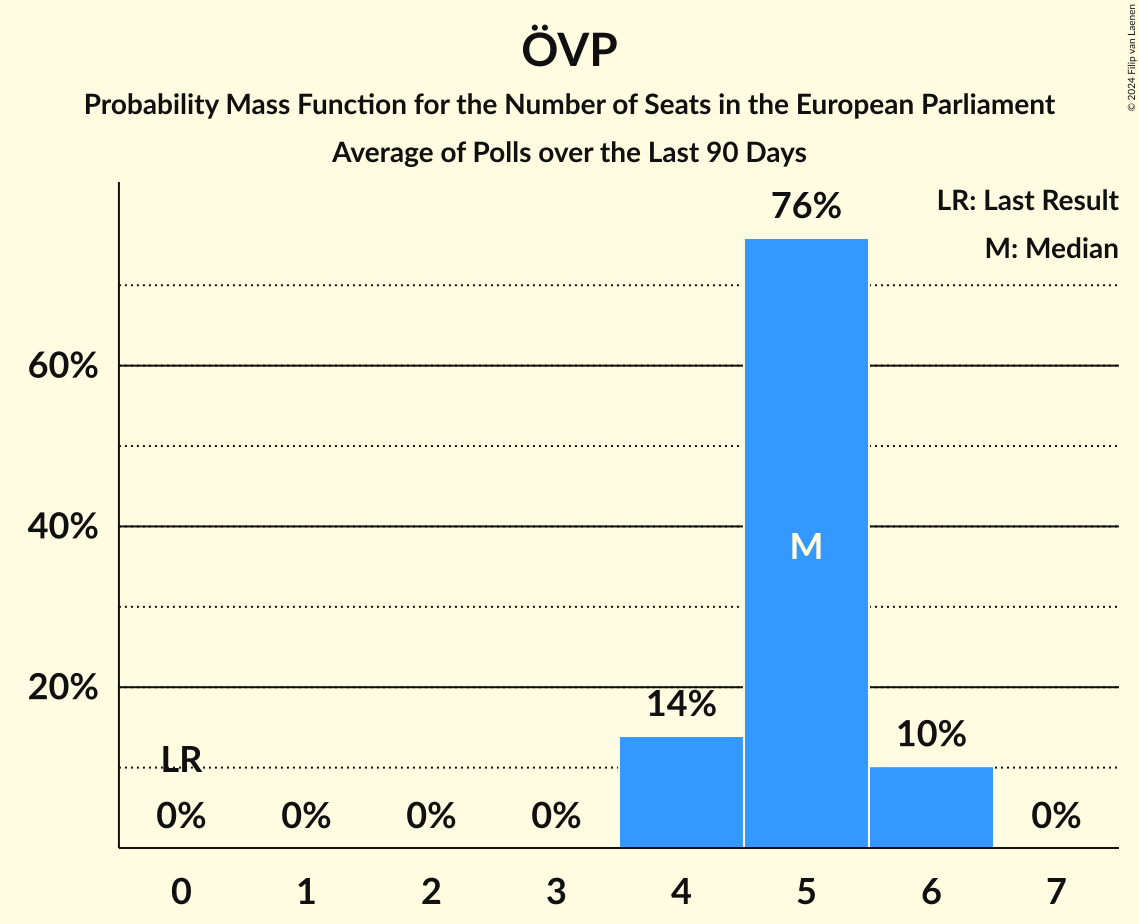 ÖVP
Probability Mass Function for the Number of Seats in the European Parliament
Average of Polls over the Last 90 Days
© 2024 Filip van Laenen
LR: Last Result
M: Median
76%
60%
40%
M
20%
14%
10%
LR
0%
0%
0%
0%
0%
0 1 2 3 4 5 6 7